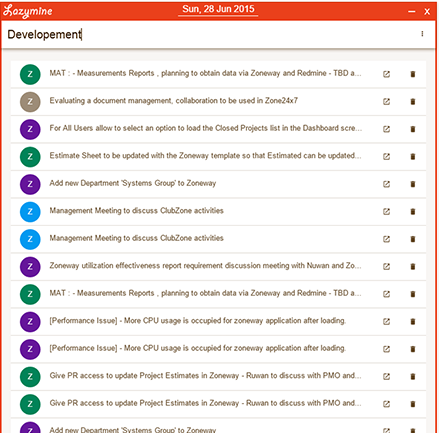 Lazymine
Sun, 28 Jun 2015
Developement
Z MAT : - Measurements Reports , planning to obtain data via Zoneway and Redmine - TBD a...
Z Evaluating a document management, collaboration to be used in Zone24x7
Z For All Users allow to select an option to load the Closed Projects list in the Dashboard scre...
Z Estimate Sheet to be updated with the Zoneway template so that Estimated can be updated...
Z Add new Department 'Systems Group' to Zoneway
Z Management Meeting to discuss ClubZone activities
Z Management Meeting to discuss ClubZone activities
Z Zoneway utilization effectiveness report requirement discussion meeting with Nuwan and Zo...
Z MAT : - Measurements Reports , planning to obtain data via Zoneway and Redmine - TBD a...
Z [Performance Issue] - More CPU usage is occupied for zoneway application after loading.
Z [Performance Issue] - More CPU usage is occupied for zoneway application after loading.
Z Give PR access to update Project Estimates in Zoneway - Ruwan to discuss with PMO and...
Z Give PR access to update Project Estimates in Zoneway - Ruwan to discuss with PMO and...
Z Add new Department 'Systems Group' to Zoneway